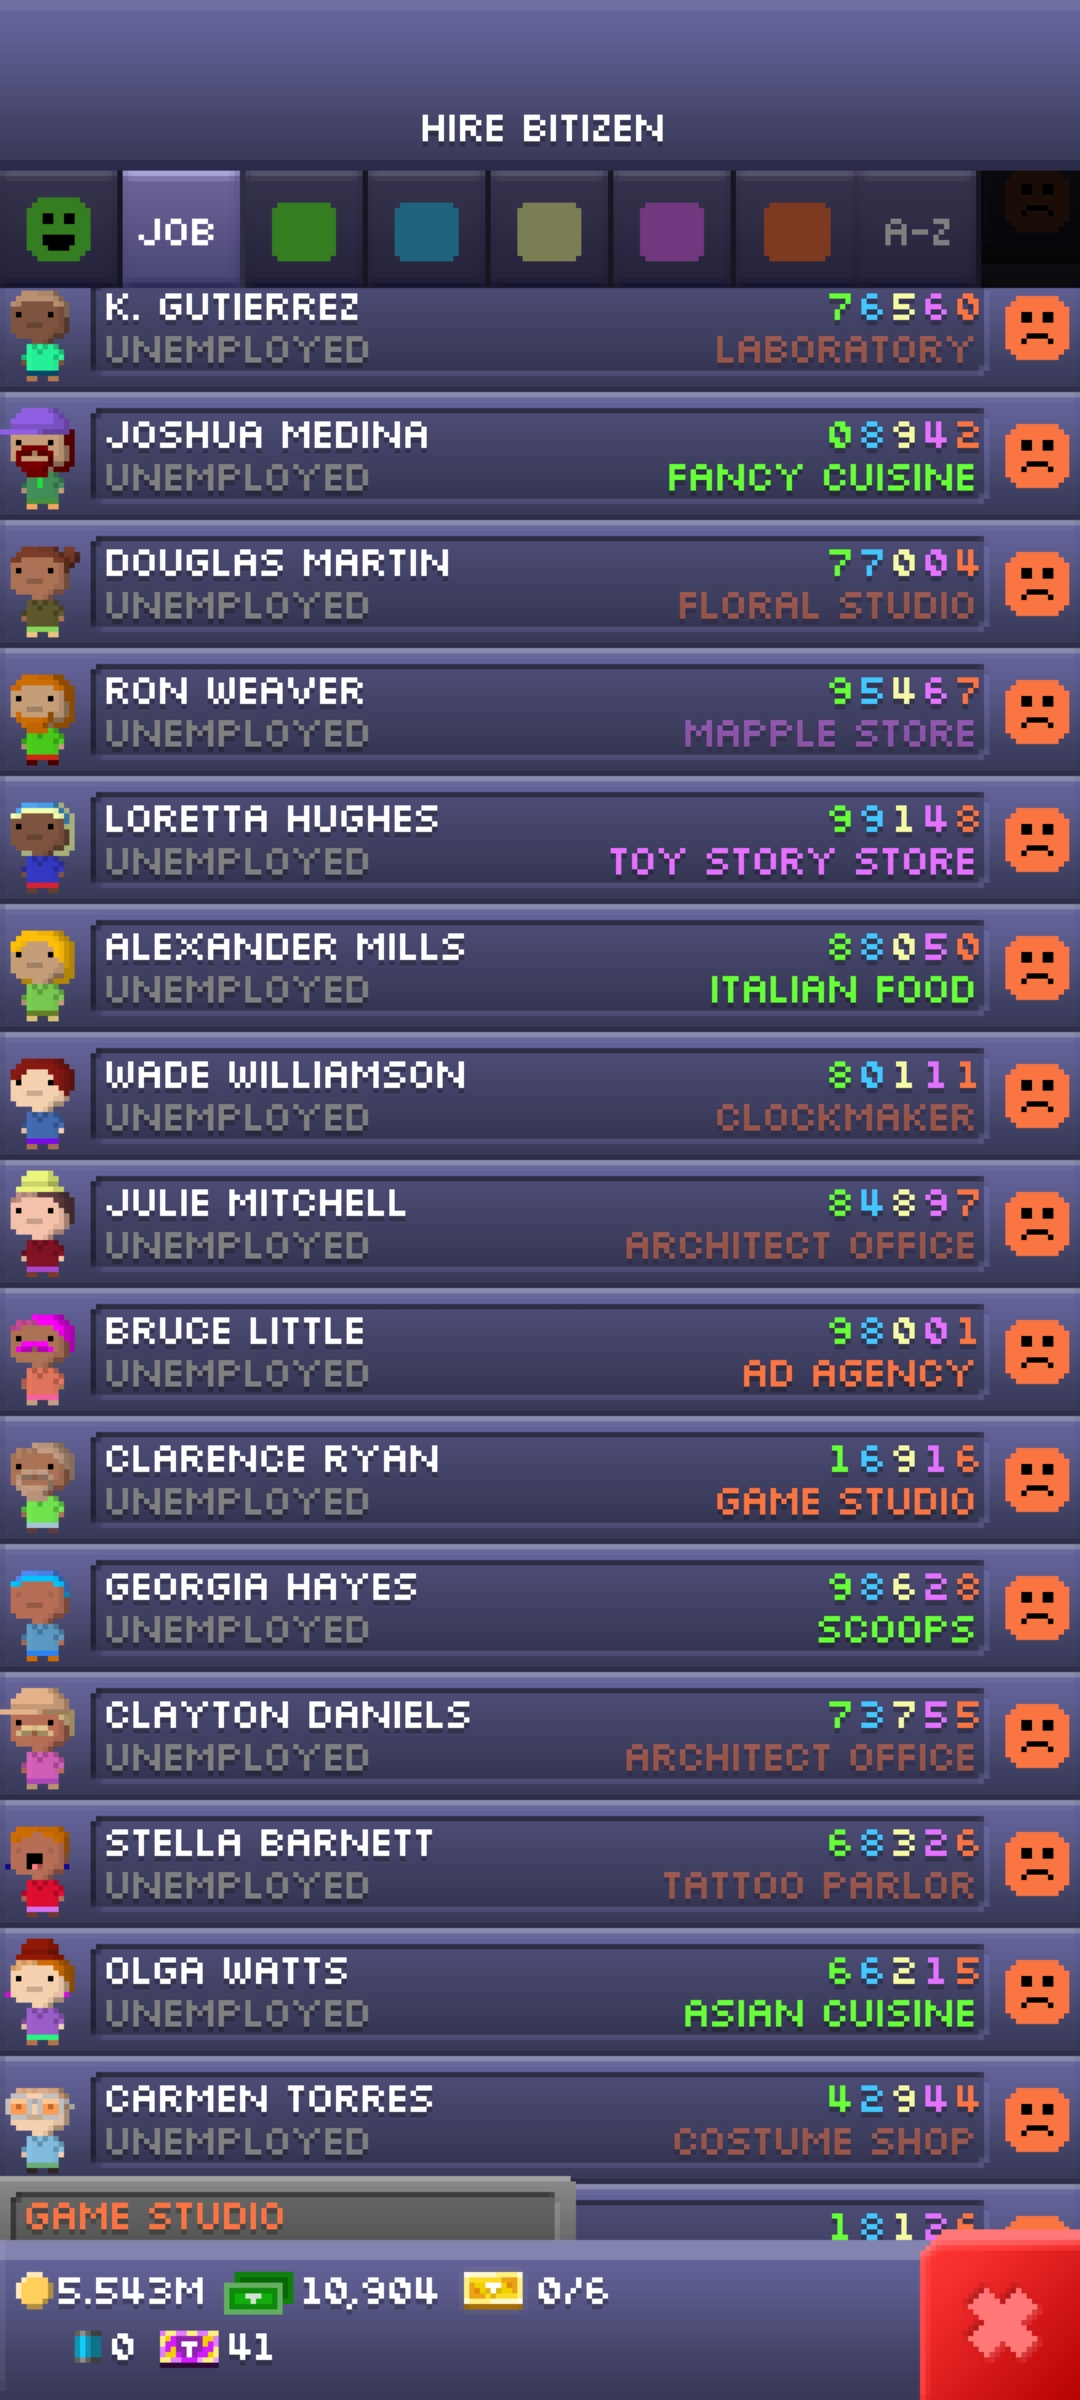 HIRE BITIZEN
JOB A-Z
K. GUTIERREZ 76560
UNEMPLOYED LABORATORY
JOSHUA MEDINA 08942
UNEMPLOYED FANCY CUISINE
DOUGLAS MARTIN 77004
UNEMPLOYED FLORAL STUDIO
RON WEAVER 95467
UNEMPLOYED MAPPLE STORE
LORETTA HUGHES 99148
UNEMPLOYED TOY STORY STORE
ALEXANDER MILLS 88050
UNEMPLOYED ITALIAN FOOD
WADE WILLIAMSON 80111
UNEMPLOYED CLOCKMAKER
JULIE MITCHELL 84897
UNEMPLOYED ARCHITECT OFFICE
BRUCE LITTLE 98001
UNEMPLOYED AD AGENCY
CLARENCE RYAN 16916
UNEMPLOYED GAME STUDIO
GEORGIA HAYES 98628
UNEMPLOYED SCOOPS
CLAYTON DANIELS 73755
UNEMPLOYED ARCHITECT OFFICE
STELLA BARNETT 68326
UNEMPLOYED TATTOO PARLOR
OLGA WATTS 66215
UNEMPLOYED ASIAN CUISINE
CARMEN TORRES 42944
UNEMPLOYED COSTUME SHOP
GAME STUDIO 18126
5.543M 10,904 0/6
0 41